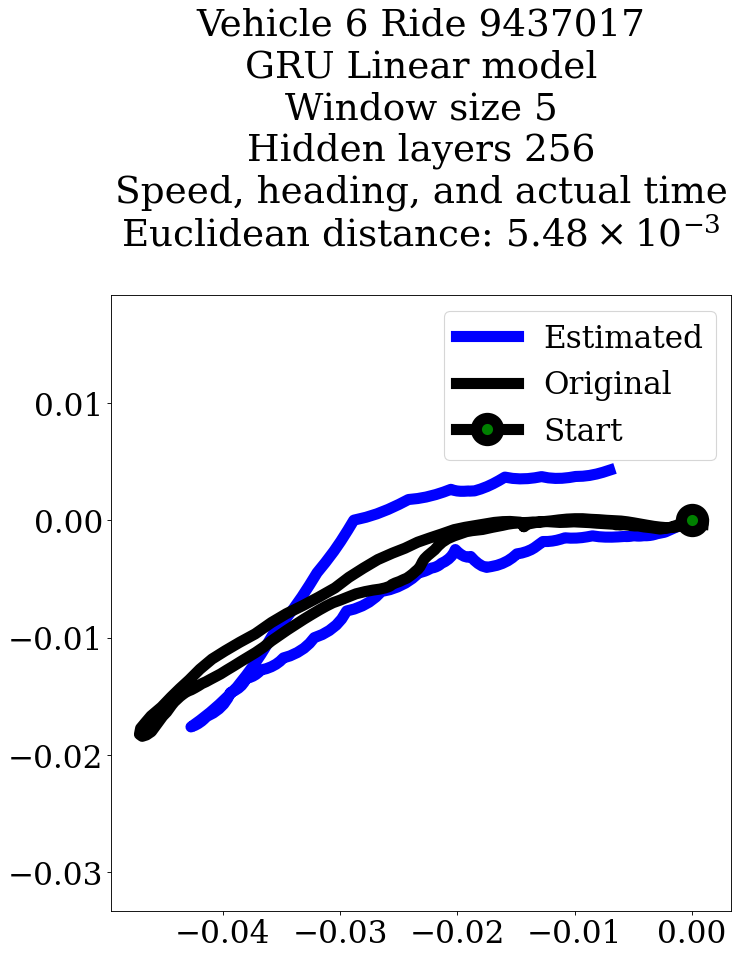 Vehicle 6 Ride 9437017
GRU Linear model
Window size 5
Hidden layers 256
Speed, heading, and actual time
Euclidean distance: 5.48 × 10⁻³
Estimated
Original
Start
0.01
0.00
−0.01
−0.02
−0.03
−0.04 −0.03 −0.02 −0.01 0.00